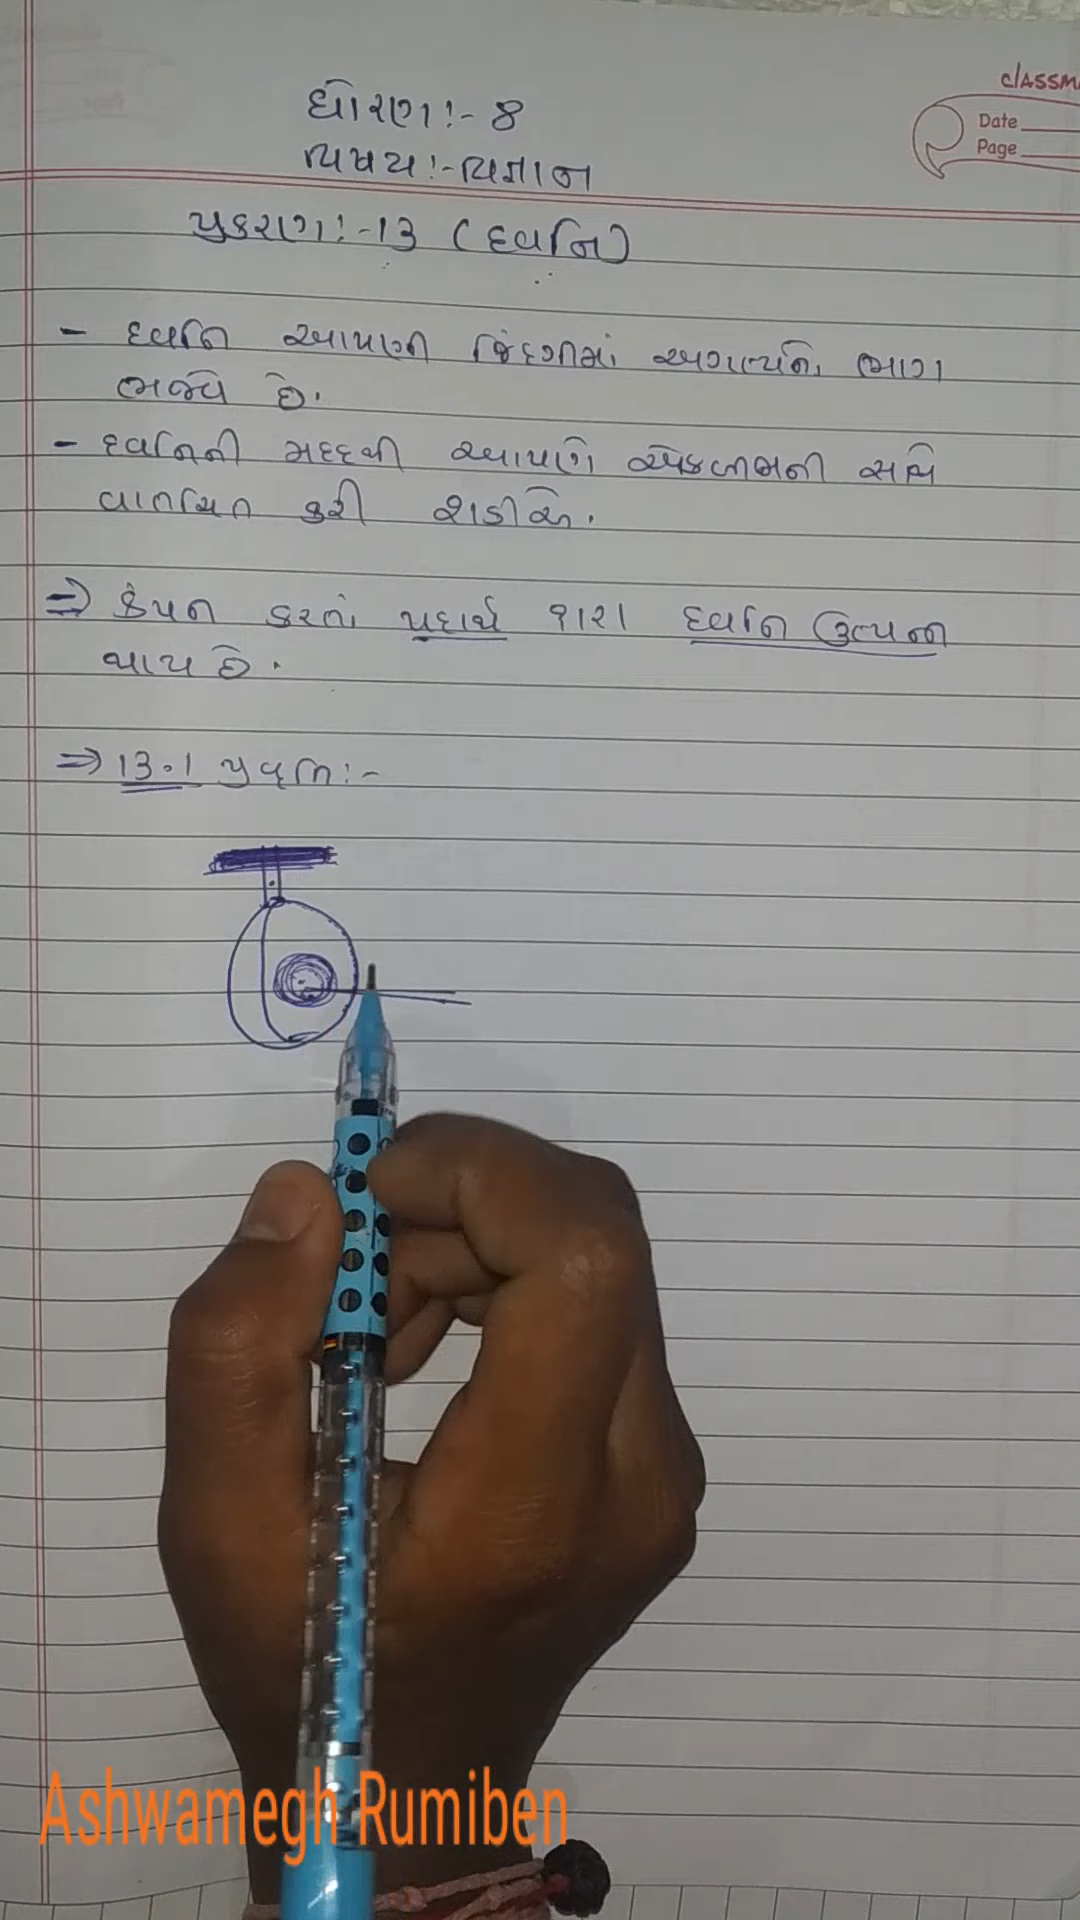 ધોરણ:- 8
વિષય:- વિજ્ઞાન
પ્રકરણ:-13 (ધ્વનિ)
classm
Date
Page
- ધ્વનિ આપણી જિંદગીમાં અગત્યનો ભાગ
ભજવે છે.
- ધ્વનિની મદદથી આપણે એકબીજાની સાથે
વાતચિત કરી શકીએ.
⇒ કંપન કરતાં પદાર્થ દ્વારા ધ્વનિ ઉત્પન્ન
થાય છે.
⇒ 13.1 પ્રવૃતિ:-
Ashwamegh Rumiben